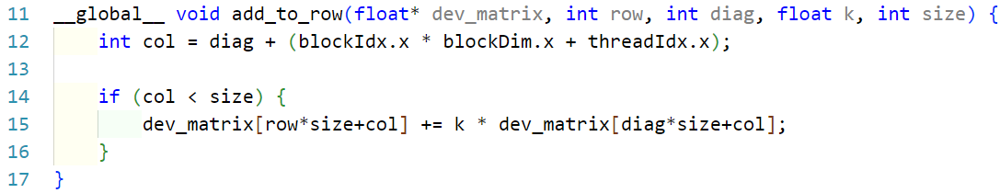 11 __global__ void add_to_row(float* dev_matrix, int row, int diag, float k, int size) {
12     int col = diag + (blockIdx.x * blockDim.x + threadIdx.x);
13
14     if (col < size) {
15         dev_matrix[row*size+col] += k * dev_matrix[diag*size+col];
16     }
17 }